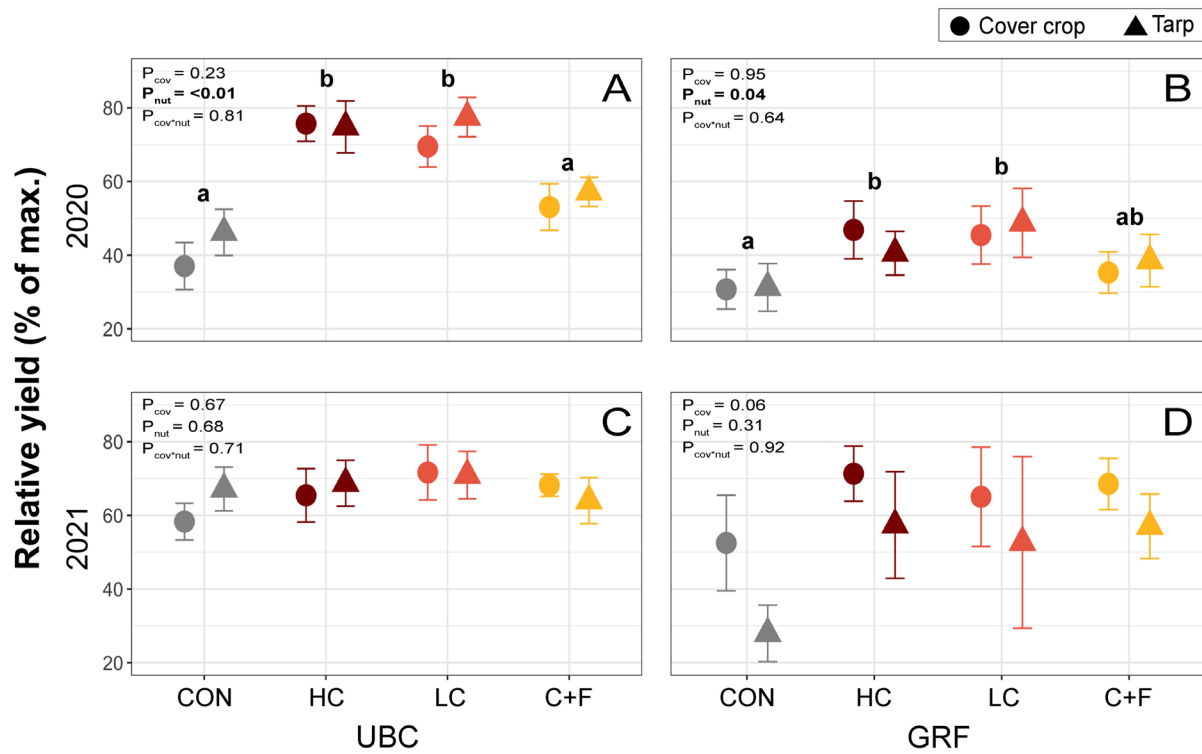 Cover crop Tarp
Relative yield (% of max.)
2020
2021
A
P_cov = 0.23
P_nut = <0.01
P_cov*nut = 0.81
a
b
b
a
80
60
40
20
B
P_cov = 0.95
P_nut = 0.04
P_cov*nut = 0.64
a
b
b
ab
C
P_cov = 0.67
P_nut = 0.68
P_cov*nut = 0.71
80
60
40
20
D
P_cov = 0.06
P_nut = 0.31
P_cov*nut = 0.92
CON HC LC C+F
CON HC LC C+F
UBC
GRF